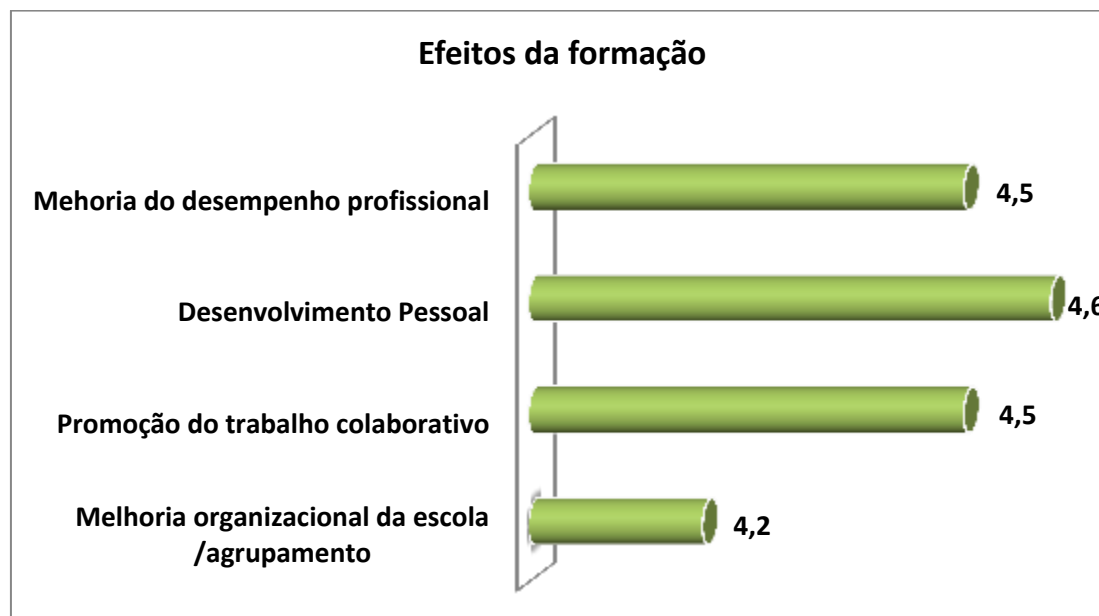 Efeitos da formação
Mehoria do desempenho profissional
4,5
Desenvolvimento Pessoal
4,6
Promoção do trabalho colaborativo
4,5
Melhoria organizacional da escola
/agrupamento
4,2